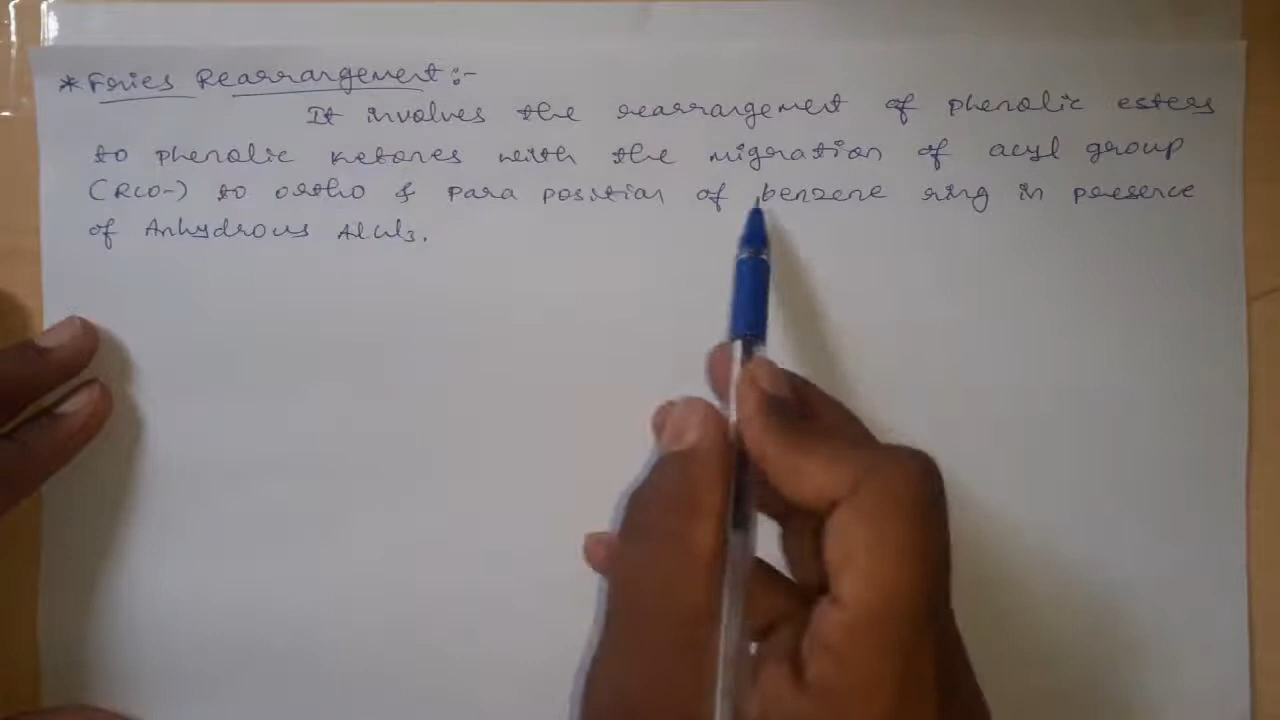 * Fries Rearrangement :-
It involves the rearrangement of phenolic esters
to phenolic ketones with the migration of acyl group
(RCO-) to ortho & para position of benzene ring in presence
of Anhydrous AlCl3.